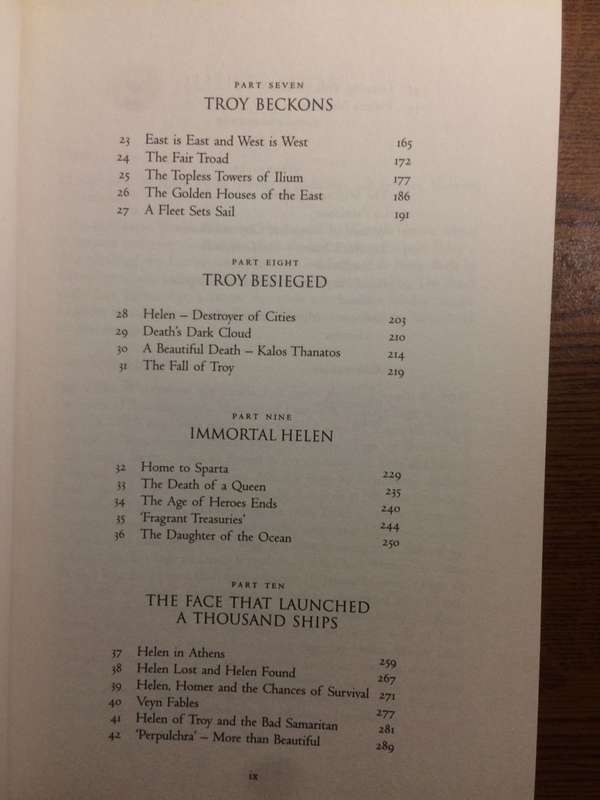 PART SEVEN
TROY BECKONS
23 East is East and West is West 165
24 The Fair Troad 172
25 The Topless Towers of Ilium 177
26 The Golden Houses of the East 186
27 A Fleet Sets Sail 191
PART EIGHT
TROY BESIEGED
28 Helen – Destroyer of Cities 203
29 Death's Dark Cloud 210
30 A Beautiful Death – Kalos Thanatos 214
31 The Fall of Troy 219
PART NINE
IMMORTAL HELEN
32 Home to Sparta 229
33 The Death of a Queen 235
34 The Age of Heroes Ends 240
35 'Fragrant Treasuries' 244
36 The Daughter of the Ocean 250
PART TEN
THE FACE THAT LAUNCHED
A THOUSAND SHIPS
37 Helen in Athens 259
38 Helen Lost and Helen Found 267
39 Helen, Homer and the Chances of Survival 271
40 Veyn Fables 277
41 Helen of Troy and the Bad Samaritan 281
42 'Perpulchra' – More than Beautiful 289
ix